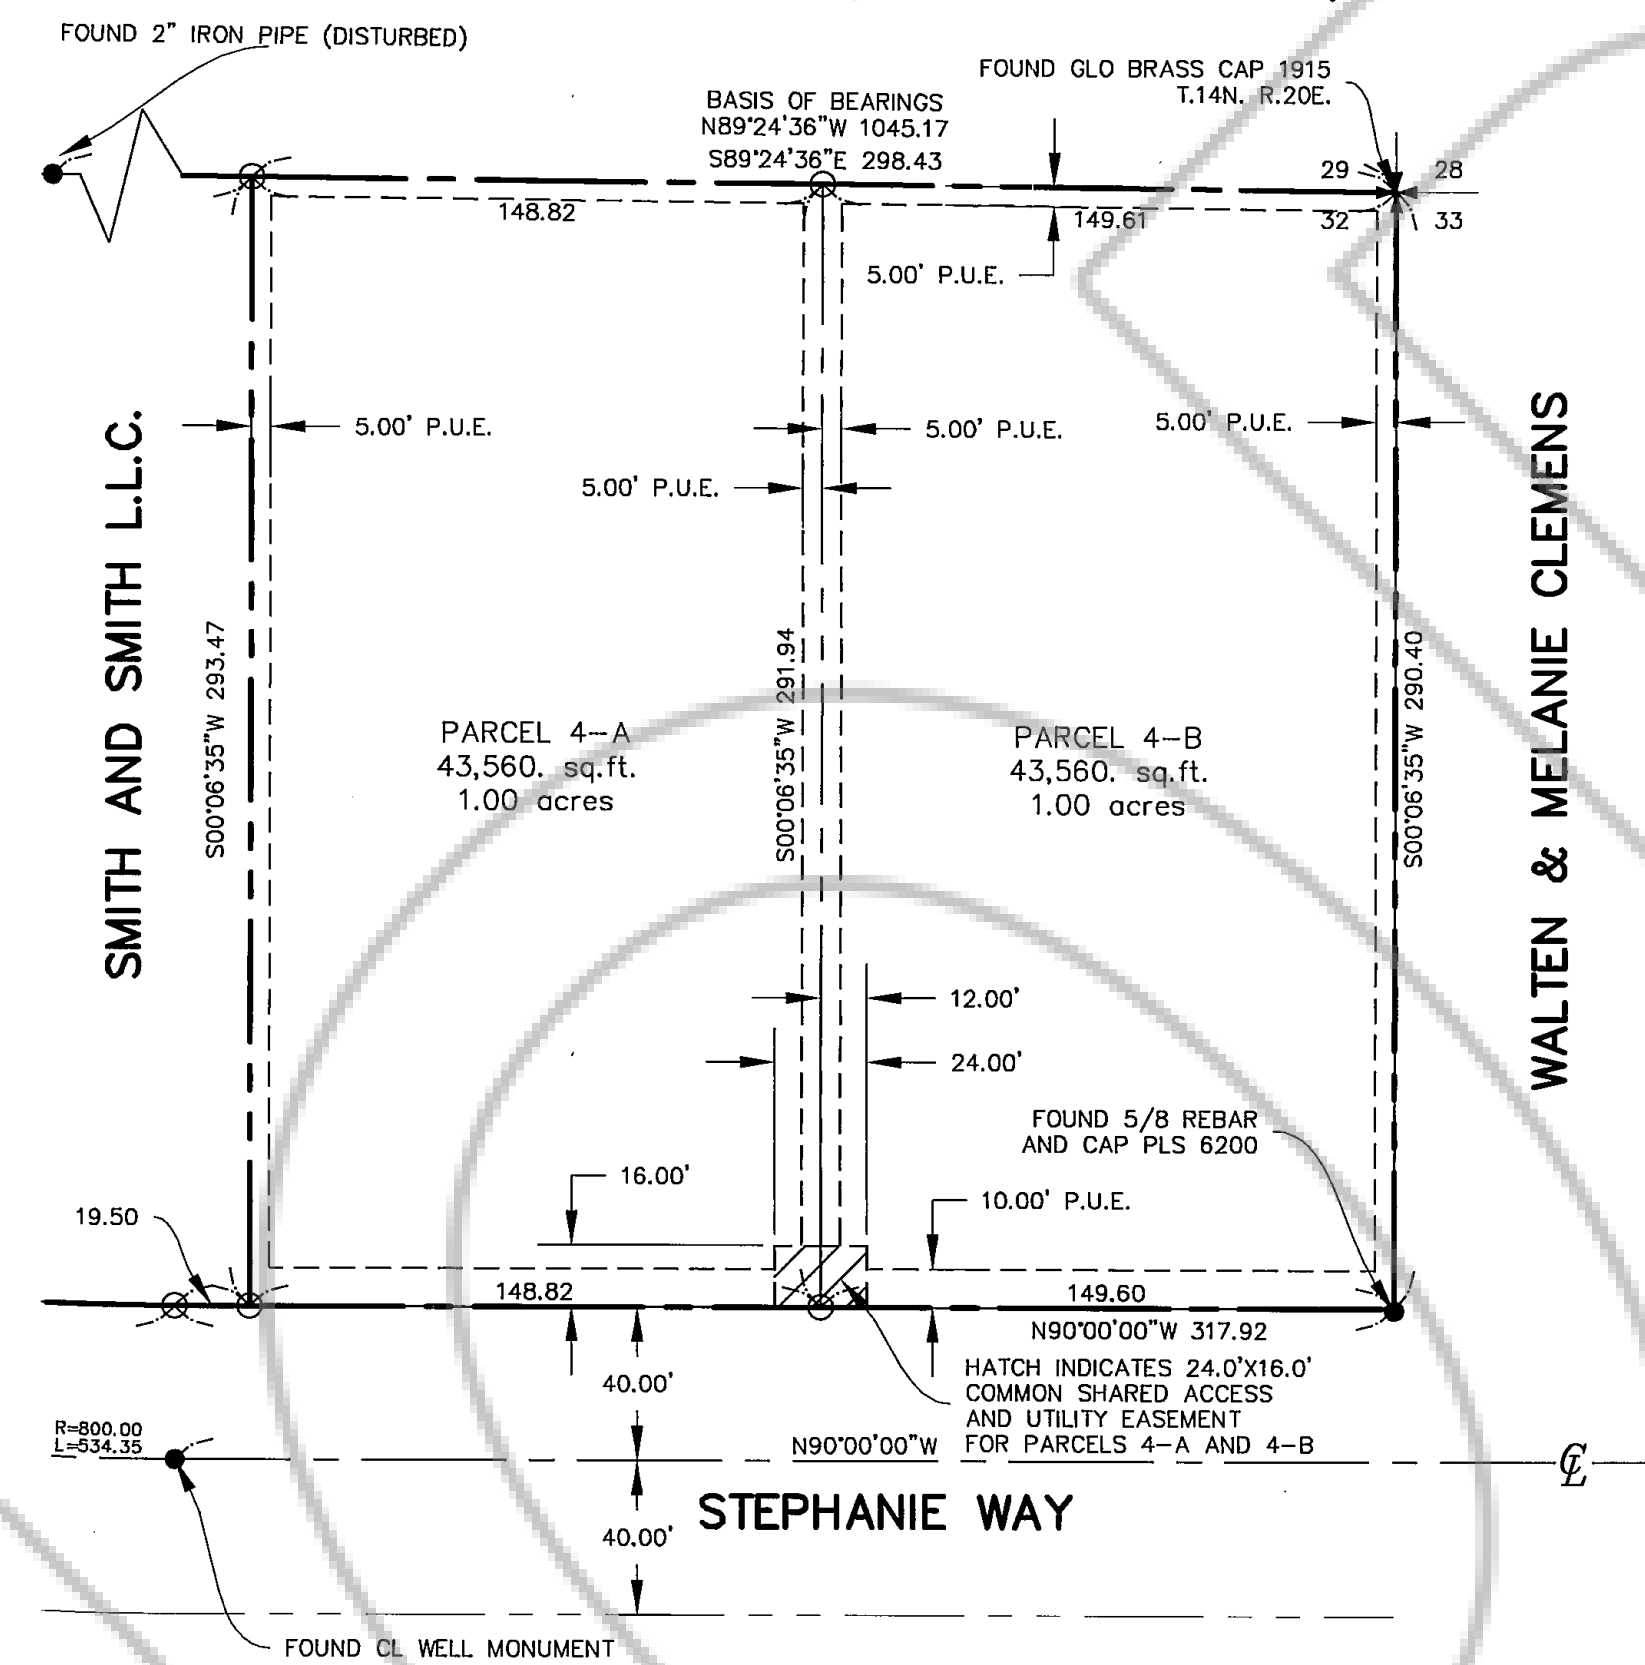 FOUND 2" IRON PIPE (DISTURBED)
FOUND GLO BRASS CAP 1915
T.14N. R.20E.
BASIS OF BEARINGS
N89°24'36"W 1045.17
S89°24'36"E 298.43
29
28
32
33
148.82
149.61
5.00' P.U.E.
5.00' P.U.E.
5.00' P.U.E.
5.00' P.U.E.
5.00' P.U.E.
SMITH AND SMITH L.L.C.
WALTEN & MELANIE CLEMENS
S00°06'35"W 293.47
S00°06'35"W 291.94
S00°06'35"W 290.40
PARCEL 4-A
43,560. sq.ft.
1.00 acres
PARCEL 4-B
43,560. sq.ft.
1.00 acres
12.00'
24.00'
FOUND 5/8 REBAR
AND CAP PLS 6200
16.00'
10.00' P.U.E.
19.50
148.82
149.60
N90°00'00"W 317.92
40.00'
HATCH INDICATES 24.0'X16.0'
COMMON SHARED ACCESS
AND UTILITY EASEMENT
FOR PARCELS 4-A AND 4-B
R=800.00
L=534.35
N90°00'00"W
℄
STEPHANIE WAY
40.00'
FOUND CL WELL MONUMENT